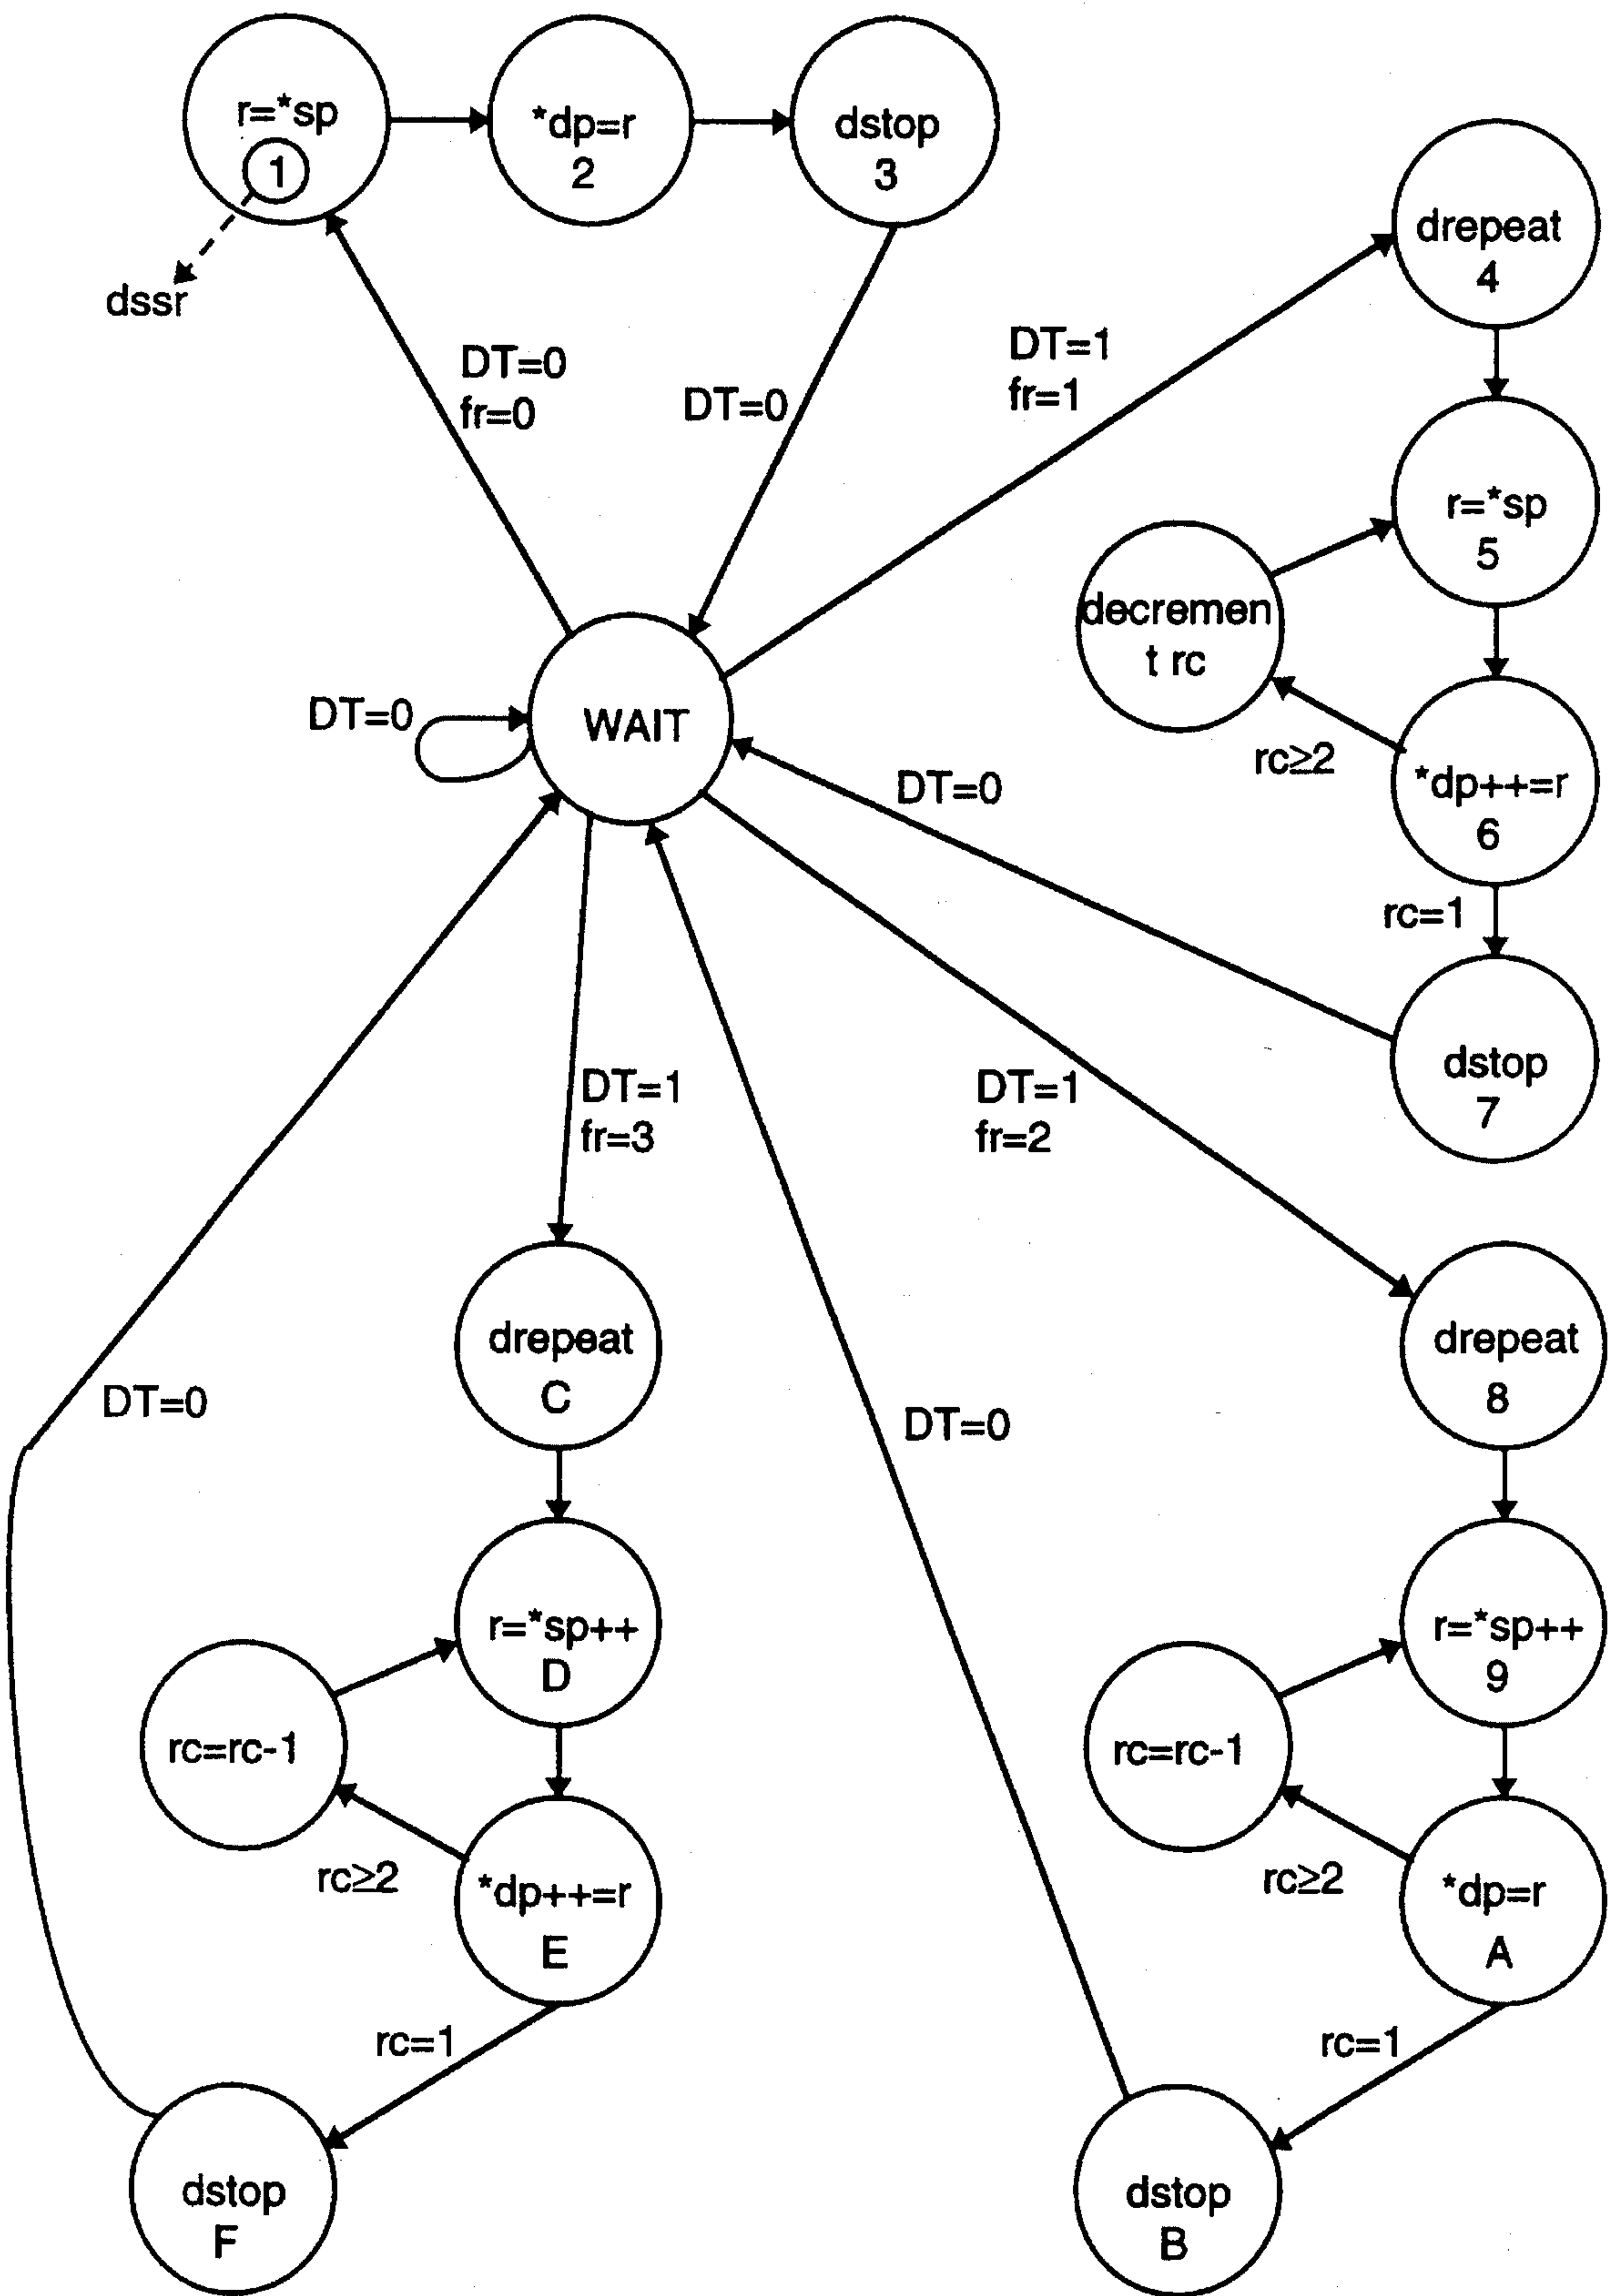 r=*sp
1
dssr
*dp=r
2
dstop
3
DT=0
fr=0
DT=0
DT=1
fr=1
drepeat
4
r=*sp
5
decremen
t rc
rc≥2
*dp++=r
6
rc=1
dstop
7
DT=0
WAIT
DT=0
DT=1
fr=3
DT=1
fr=2
DT=0
DT=0
drepeat
C
r=*sp++
D
rc=rc-1
rc≥2
*dp++=r
E
rc=1
dstop
F
drepeat
8
r=*sp++
9
rc=rc-1
rc≥2
*dp=r
A
rc=1
dstop
B